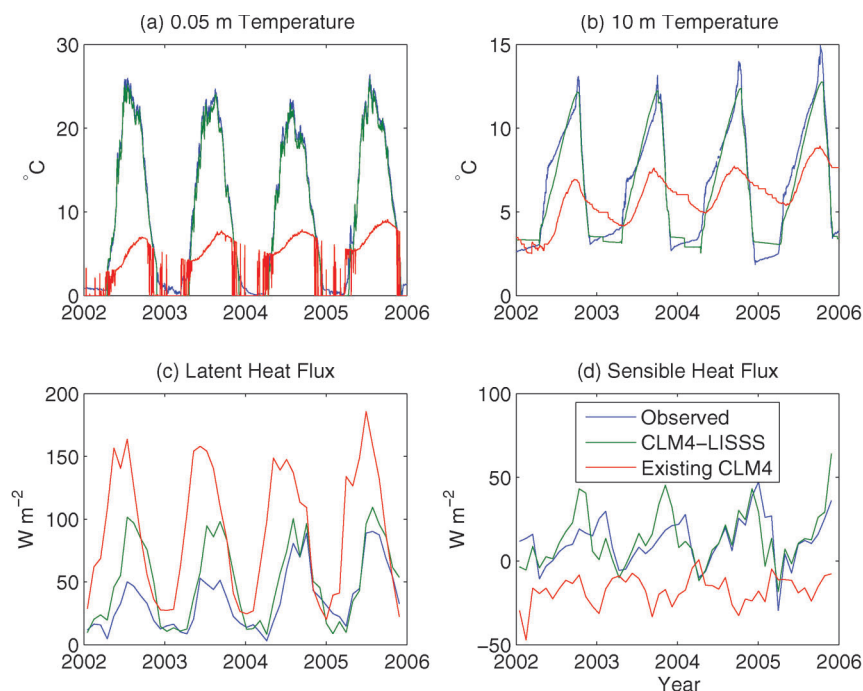 (a) 0.05 m Temperature
30
20
10
0
°C
2002 2003 2004 2005 2006
(b) 10 m Temperature
15
10
5
0
°C
2002 2003 2004 2005 2006
(c) Latent Heat Flux
200
150
100
50
0
W m−2
2002 2003 2004 2005 2006
(d) Sensible Heat Flux
100
50
0
−50
W m−2
Observed
CLM4−LISSS
Existing CLM4
2002 2003 2004 2005 2006
Year